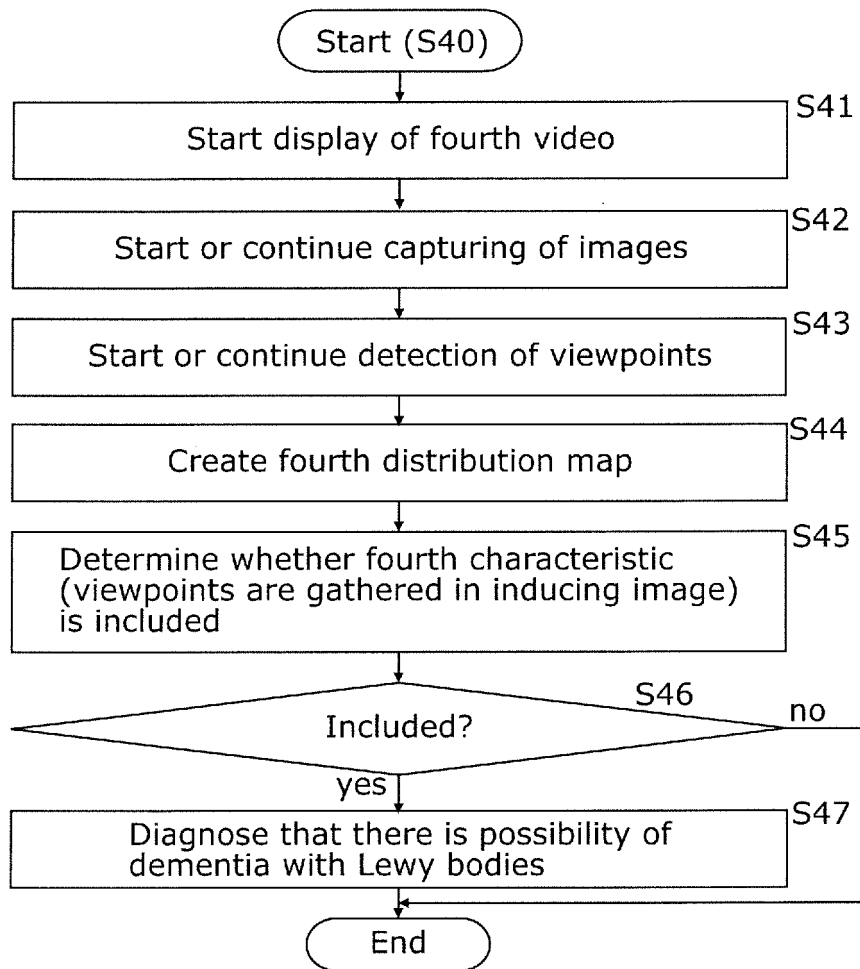 Start (S40)
S41
Start display of fourth video
S42
Start or continue capturing of images
S43
Start or continue detection of viewpoints
S44
Create fourth distribution map
S45
Determine whether fourth characteristic
(viewpoints are gathered in inducing image)
is included
S46
Included?
no
yes
S47
Diagnose that there is possibility of
dementia with Lewy bodies
End